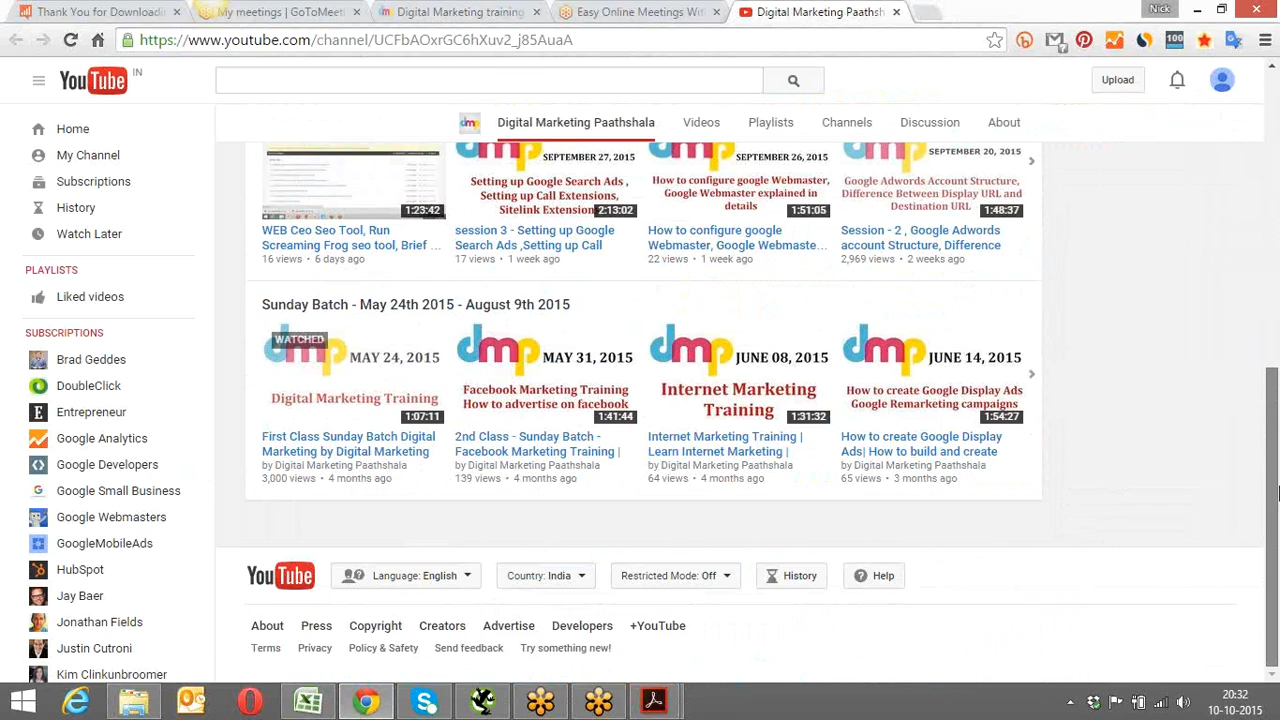 Thank You for Downloadin
My meetings | GoToMeeti
Digital Marketing training
Easy Online Meetings Wit
Digital Marketing Paathsh
Nick
https://www.youtube.com/channel/UCFbAOxrGC6hXuv2_j85AuaA
100
YouTube IN
Upload
Home
My Channel
Subscriptions
History
Watch Later
PLAYLISTS
Liked videos
SUBSCRIPTIONS
Brad Geddes
DoubleClick
Entrepreneur
Google Analytics
Google Developers
Google Small Business
Google Webmasters
GoogleMobileAds
HubSpot
Jay Baer
Jonathan Fields
Justin Cutroni
Kim Clinkunbroomer
dmp Digital Marketing Paathshala Videos Playlists Channels Discussion About
1:23:42
WEB Ceo Seo Tool, Run
Screaming Frog seo tool, Brief ...
16 views • 6 days ago
SEPTEMBER 27, 2015
Setting up Google Search Ads ,
Setting up Call Extensions,
Sitelink Extension
2:13:02
session 3 - Setting up Google
Search Ads ,Setting up Call
17 views • 1 week ago
SEPTEMBER 26, 2015
How to configure google Webmaster,
Google Webmaster explained in
details
1:51:05
How to configure google
Webmaster, Google Webmaste...
22 views • 1 week ago
SEPTEMBER 20, 2015
Google Adwords Account Structure,
Difference Between Display URL and
Destination URL
1:48:37
Session - 2 , Google Adwords
account Structure, Difference
2,969 views • 2 weeks ago
Sunday Batch - May 24th 2015 - August 9th 2015
WATCHED
dmp MAY 24, 2015
Digital Marketing Training
1:07:11
First Class Sunday Batch Digital
Marketing by Digital Marketing
by Digital Marketing Paathshala
3,000 views • 4 months ago
dmp MAY 31, 2015
Facebook Marketing Training
How to advertise on facebook
1:41:44
2nd Class - Sunday Batch -
Facebook Marketing Training |
by Digital Marketing Paathshala
139 views • 4 months ago
dmp JUNE 08, 2015
Internet Marketing
Training
1:31:32
Internet Marketing Training |
Learn Internet Marketing |
by Digital Marketing Paathshala
64 views • 4 months ago
dmp JUNE 14, 2015
How to create Google Display Ads
Google Remarketing campaigns
1:54:27
How to create Google Display
Ads| How to build and create
by Digital Marketing Paathshala
65 views • 3 months ago
YouTube
Language: English
Country: India
Restricted Mode: Off
History
Help
About Press Copyright Creators Advertise Developers +YouTube
Terms Privacy Policy & Safety Send feedback Try something new!
20:32
10-10-2015